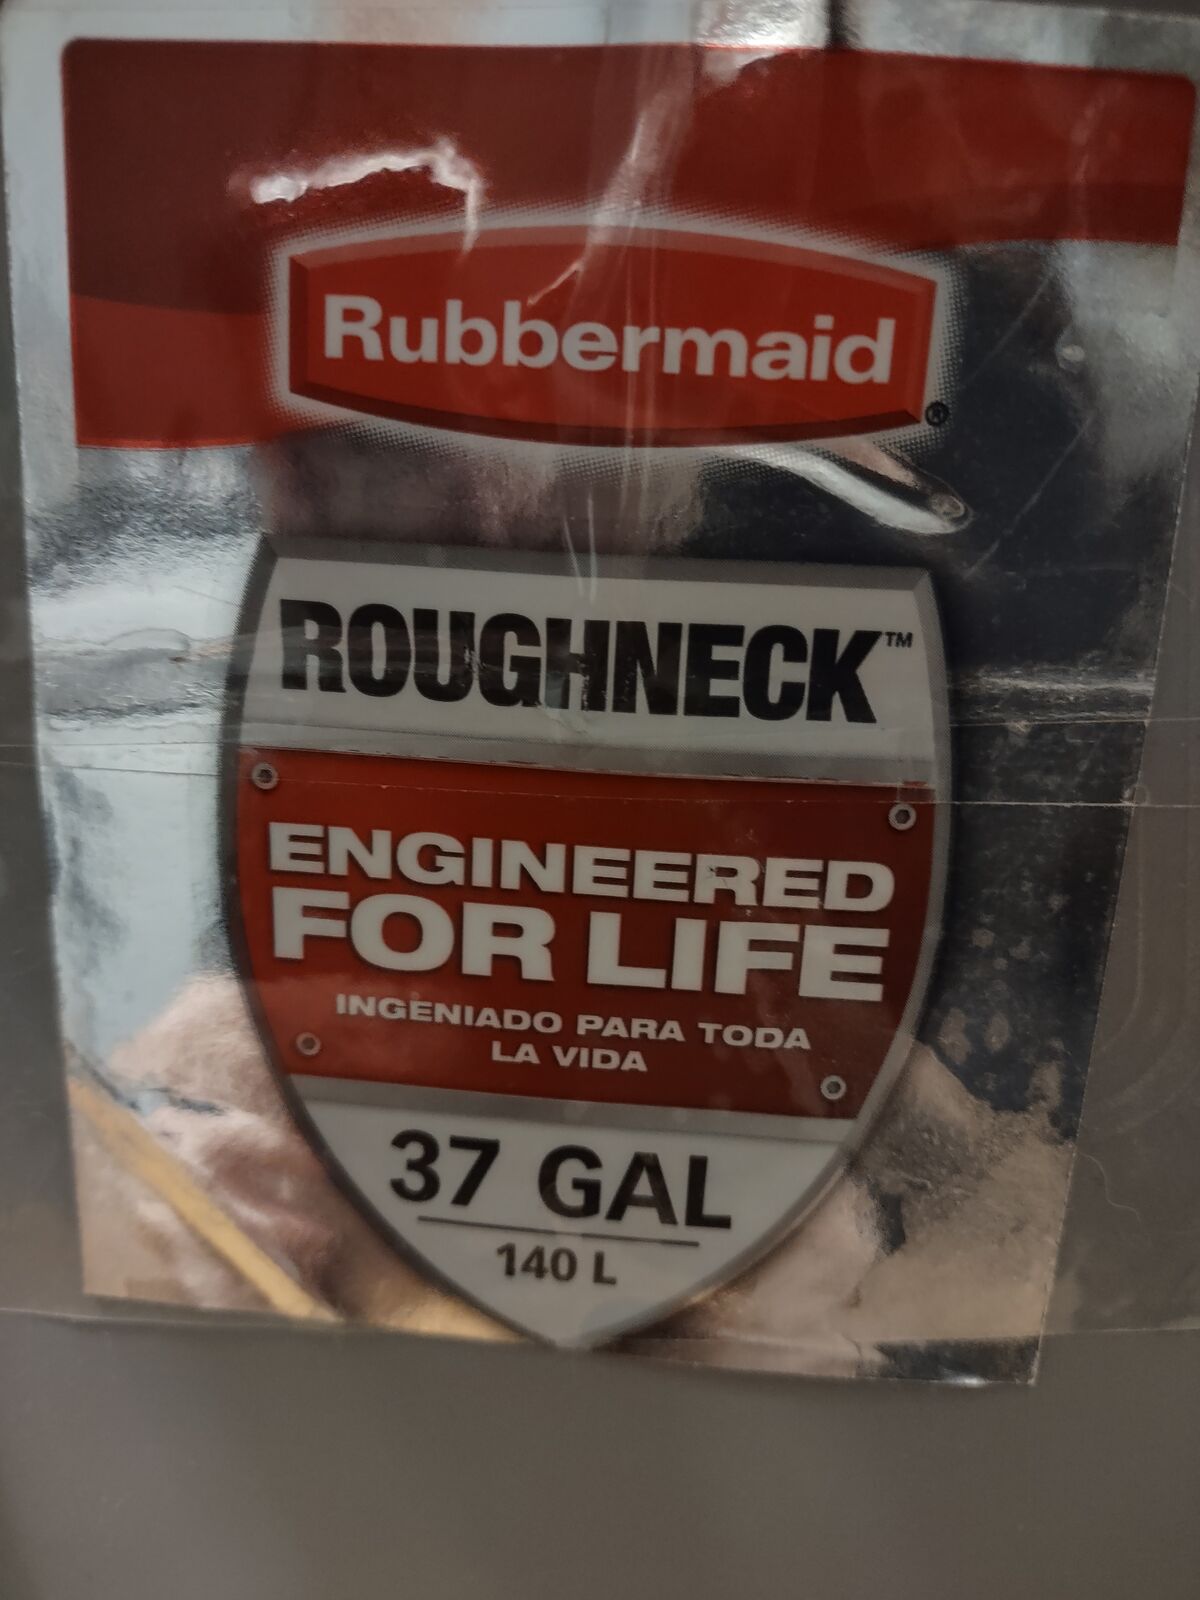 Rubbermaid®
ROUGHNECK™
ENGINEERED
FOR LIFE
INGENIADO PARA TODA
LA VIDA
37 GAL
140 L